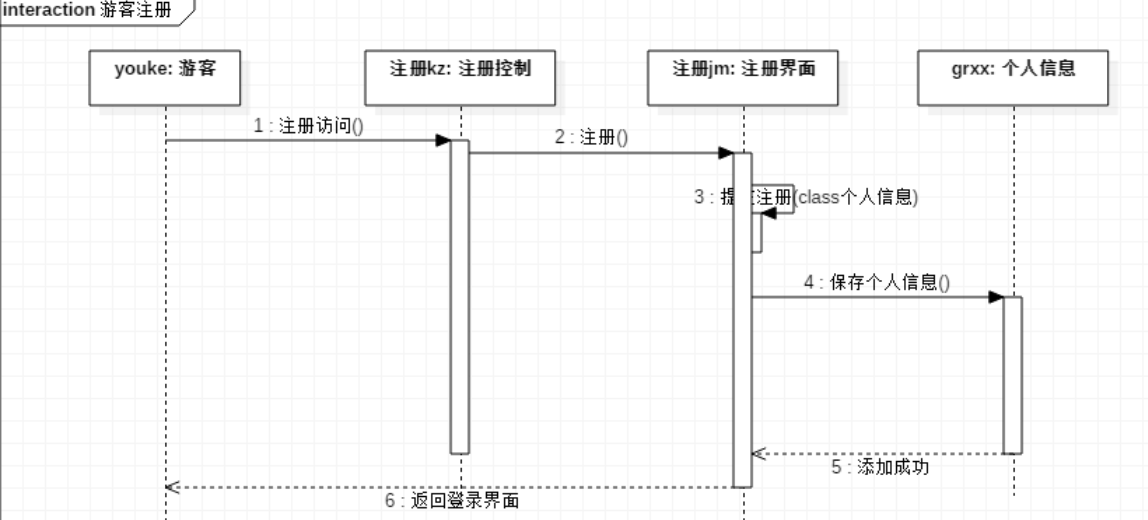 interaction 游客注册
youke: 游客
注册kz: 注册控制
注册jm: 注册界面
grxx: 个人信息
1 : 注册访问()
2 : 注册()
3 : 提交注册(class个人信息)
4 : 保存个人信息()
5 : 添加成功
6 : 返回登录界面